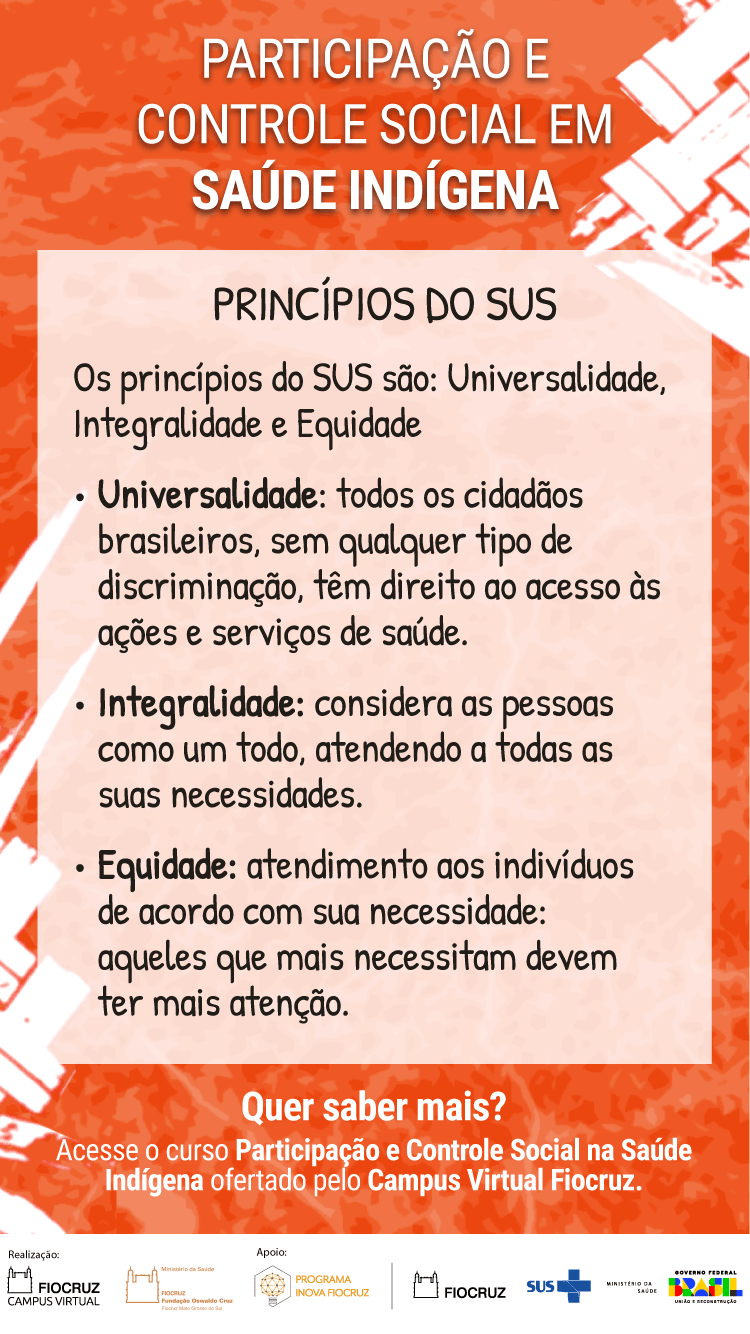 PARTICIPAÇÃO E
CONTROLE SOCIAL EM
SAÚDE INDÍGENA
PRINCÍPIOS DO SUS
Os princípios do SUS são: Universalidade,
Integralidade e Equidade
• Universalidade: todos os cidadãos
brasileiros, sem qualquer tipo de
discriminação, têm direito ao acesso às
ações e serviços de saúde.
• Integralidade: considera as pessoas
como um todo, atendendo a todas as
suas necessidades.
• Equidade: atendimento aos indivíduos
de acordo com sua necessidade:
aqueles que mais necessitam devem
ter mais atenção.
Quer saber mais?
Acesse o curso Participação e Controle Social na Saúde
Indígena ofertado pelo Campus Virtual Fiocruz.
Realização:
FIOCRUZ
CAMPUS VIRTUAL
Ministério da Saúde
FIOCRUZ
Fundação Oswaldo Cruz
Fiocruz Mato Grosso do Sul
Apoio:
PROGRAMA
INOVA FIOCRUZ
FIOCRUZ
SUS
MINISTÉRIO DA
SAÚDE
GOVERNO FEDERAL
BRASIL
UNIÃO E RECONSTRUÇÃO